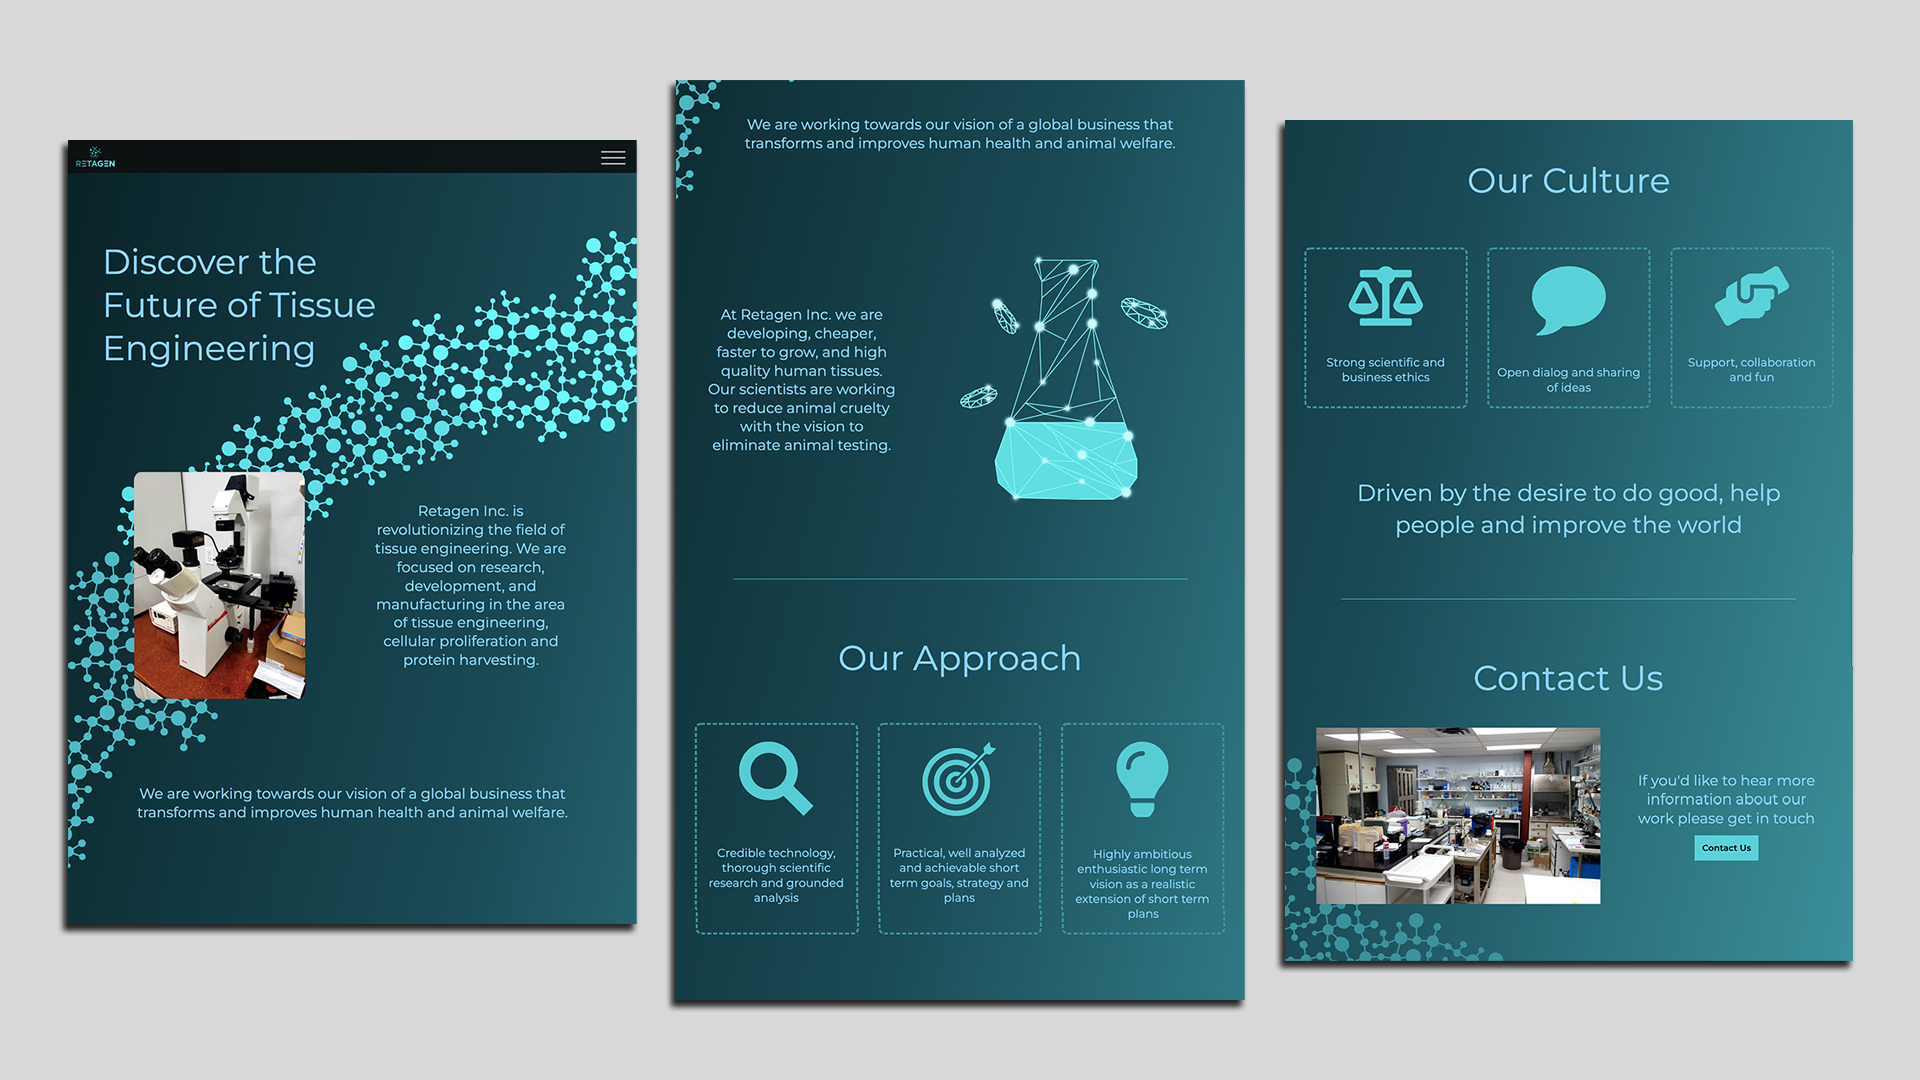 RETAGEN
Discover the
Future of Tissue
Engineering
Retagen Inc. is
revolutionizing the field of
tissue engineering. We are
focused on research,
development, and
manufacturing in the area
of tissue engineering,
cellular proliferation and
protein harvesting.
We are working towards our vision of a global business that
transforms and improves human health and animal welfare.
We are working towards our vision of a global business that
transforms and improves human health and animal welfare.
At Retagen Inc. we are
developing, cheaper,
faster to grow, and high
quality human tissues.
Our scientists are working
to reduce animal cruelty
with the vision to
eliminate animal testing.
Our Approach
Credible technology,
thorough scientific
research and grounded
analysis
Practical, well analyzed
and achievable short
term goals, strategy and
plans
Highly ambitious
enthusiastic long term
vision as a realistic
extension of short term
plans
Our Culture
Strong scientific and
business ethics
Open dialog and sharing
of ideas
Support, collaboration
and fun
Driven by the desire to do good, help
people and improve the world
Contact Us
If you'd like to hear more
information about our
work please get in touch
Contact Us